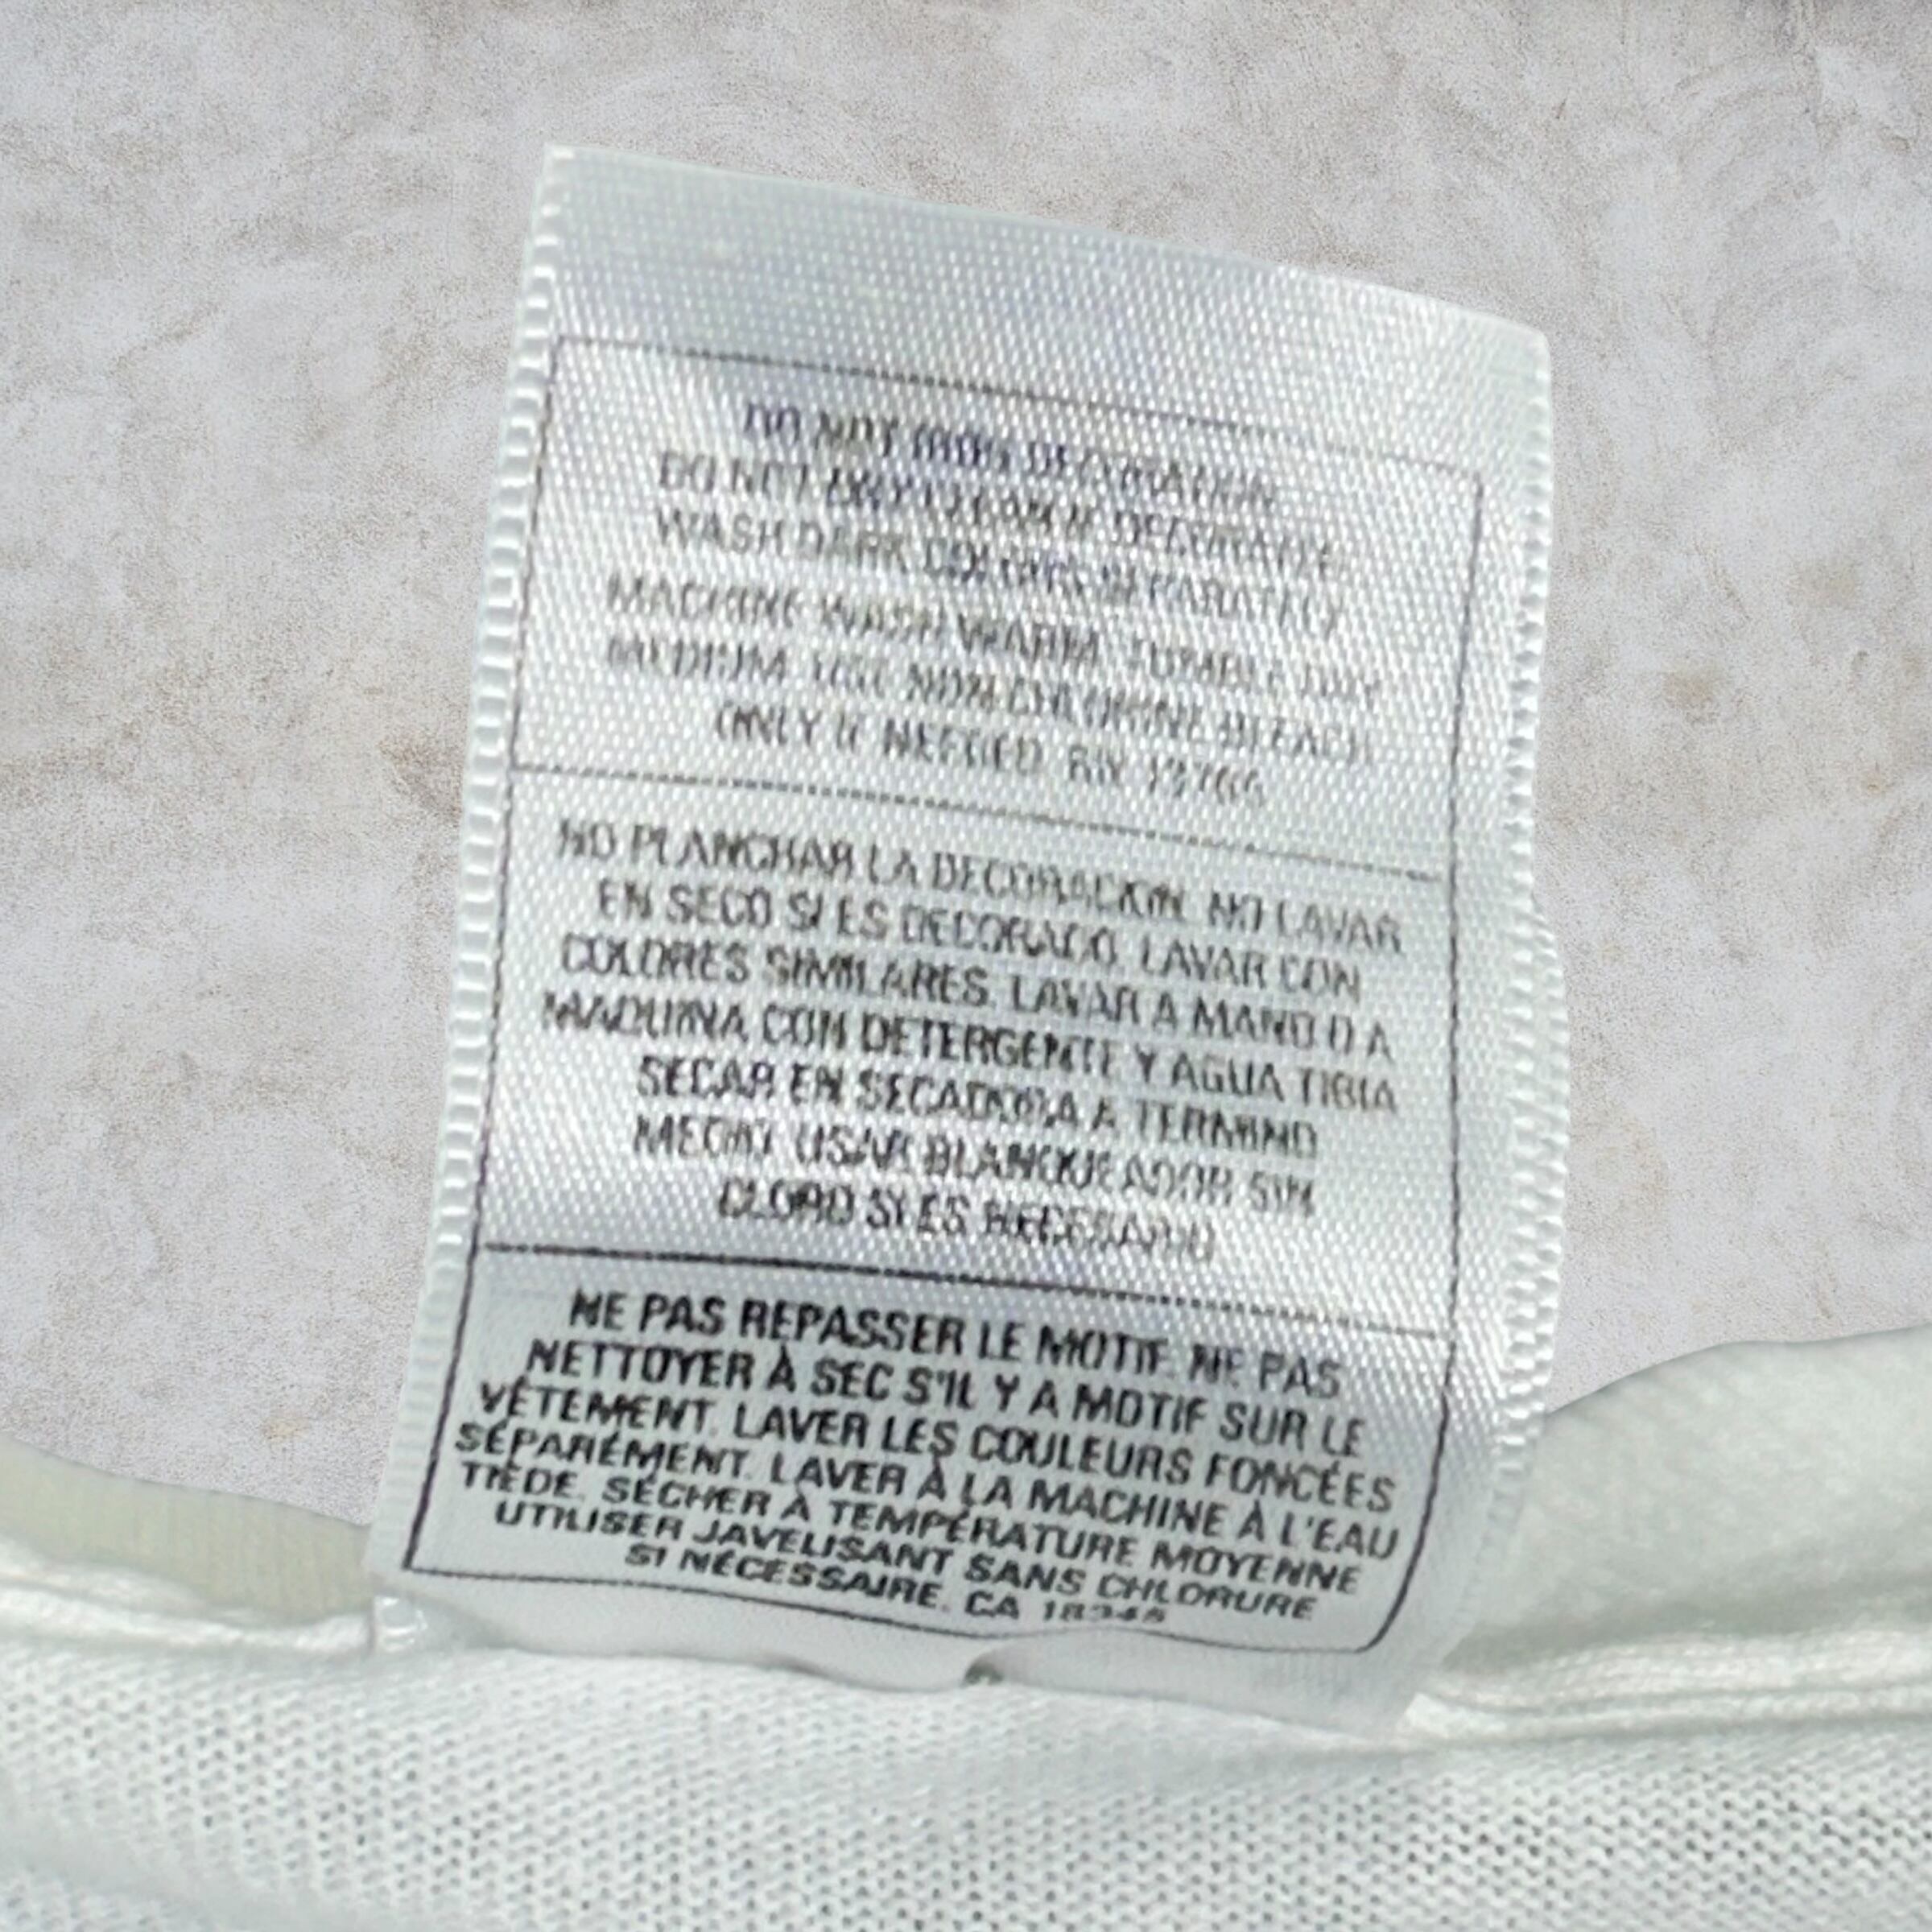 DO NOT IRON DECORATION.
DO NOT DRY CLEAN IF DECORATIVE.
WASH DARK COLORS SEPARATELY
MACHINE WASH WARM. TUMBLE DRY
MEDIUM. USE NON-CHLORINE BLEACH
ONLY IF NEEDED. RN
NO PLANCHAR LA DECORACION. NO LAVAR
EN SECO SI ES DECORADO. LAVAR CON
COLORES SIMILARES. LAVAR A MANO O A
MAQUINA CON DETERGENTE Y AGUA TIBIA
SECAR EN SECADORA A TERMINO
MEDIO. USAR BLANQUEADOR SIN
CLORO SI ES NECESARIO
NE PAS REPASSER LE MOTIF. NE PAS
NETTOYER À SEC S'IL Y A MOTIF SUR LE
VÊTEMENT. LAVER LES COULEURS FONCÉES
SÉPARÉMENT. LAVER À LA MACHINE À L'EAU
TIÈDE. SÉCHER À TEMPÉRATURE MOYENNE
UTILISER JAVELISANT SANS CHLORURE
SI NÉCESSAIRE. CA